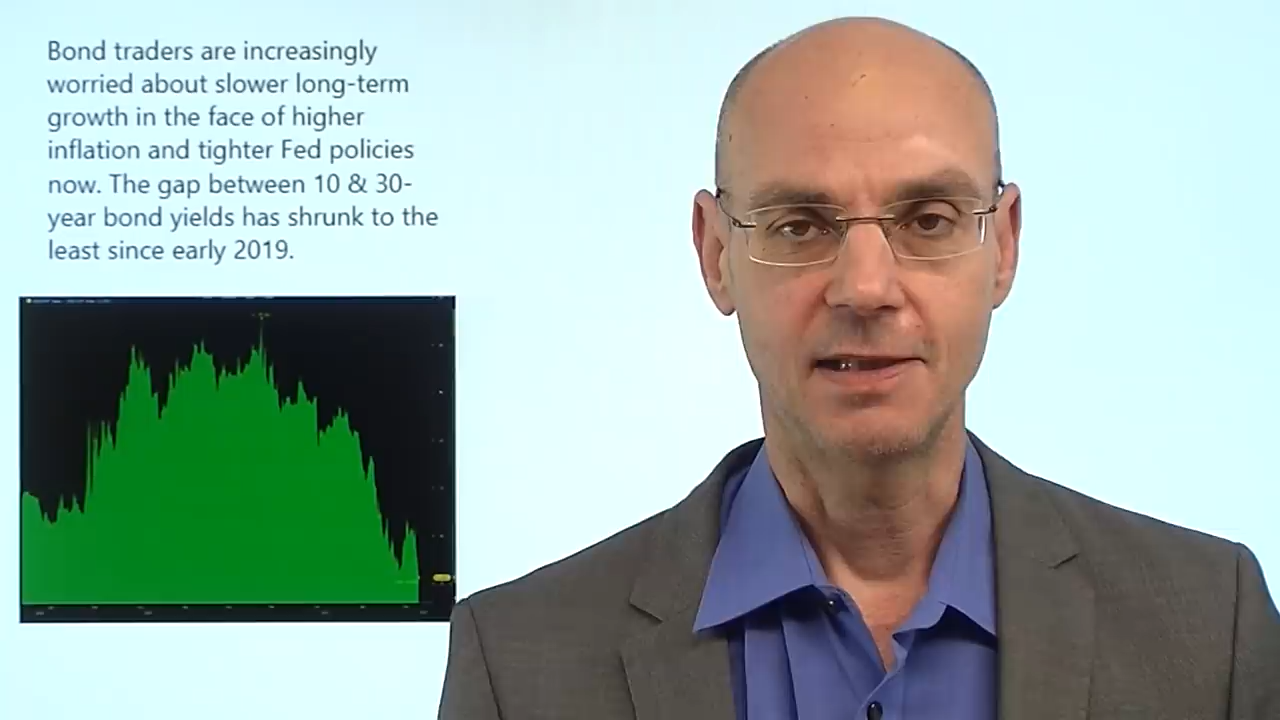 Bond traders are increasingly
worried about slower long-term
growth in the face of higher
inflation and tighter Fed policies
now. The gap between 10 & 30-
year bond yields has shrunk to the
least since early 2019.